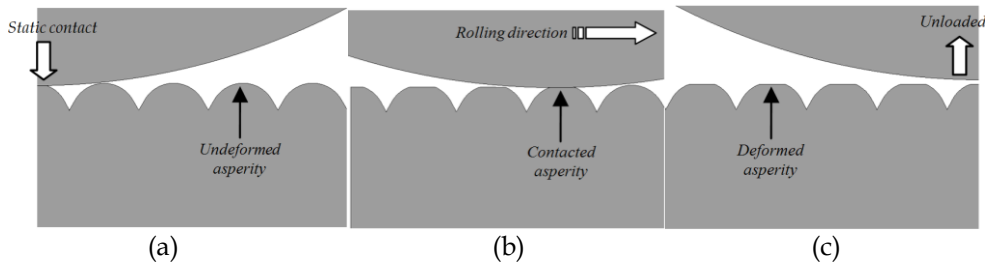 Static contact
Undeformed
asperity
(a)
Rolling direction
Contacted
asperity
(b)
Unloaded
Deformed
asperity
(c)